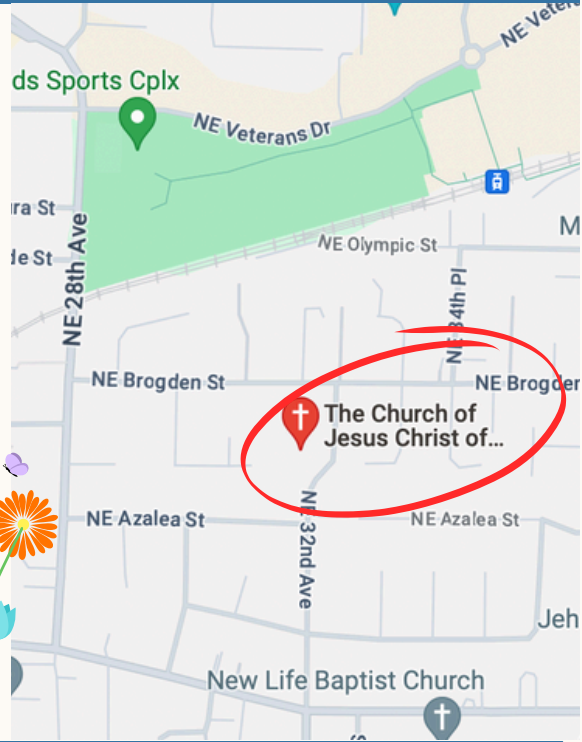 NE Veter
ds Sports Cplx
NE Veterans Dr
ra St
NE 28th Ave
M
NE Olympic St
de St
NE 34th Pl
NE Brogden St
NE Brogden
The Church of
Jesus Christ of...
NE Azalea St
NE 32nd Ave
NE Azalea St
Jeh
New Life Baptist Church
S